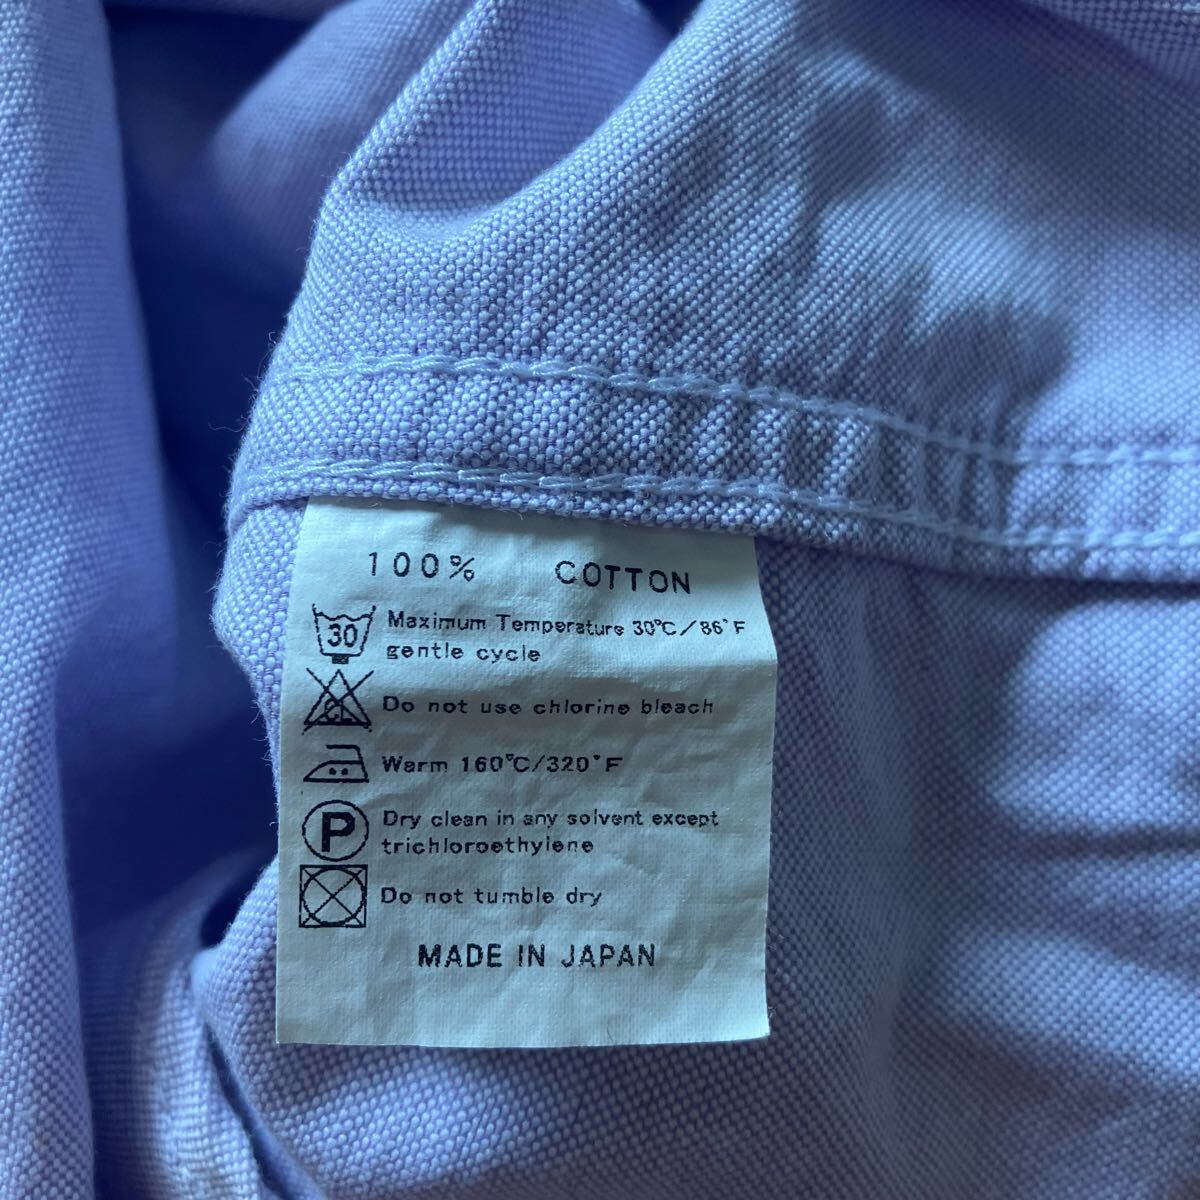 100% COTTON
30 Maximum Temperature 30°C/86°F
gentle cycle
CL Do not use chlorine bleach
Warm 160°C/320°F
P Dry clean in any solvent except
trichloroethylene
Do not tumble dry
MADE IN JAPAN